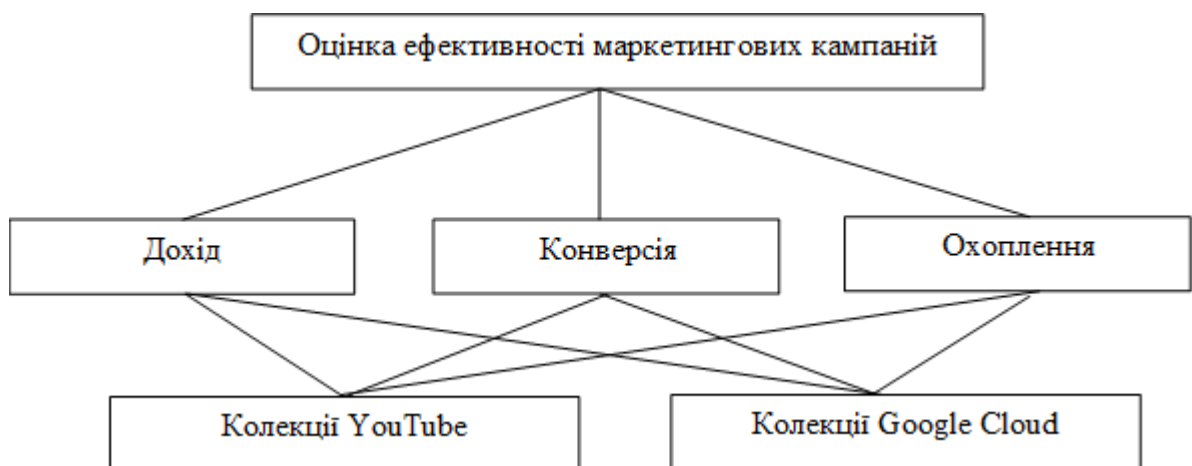 Оцінка ефективності маркетингових кампаній
Дохід
Конверсія
Охоплення
Колекції YouTube
Колекції Google Cloud